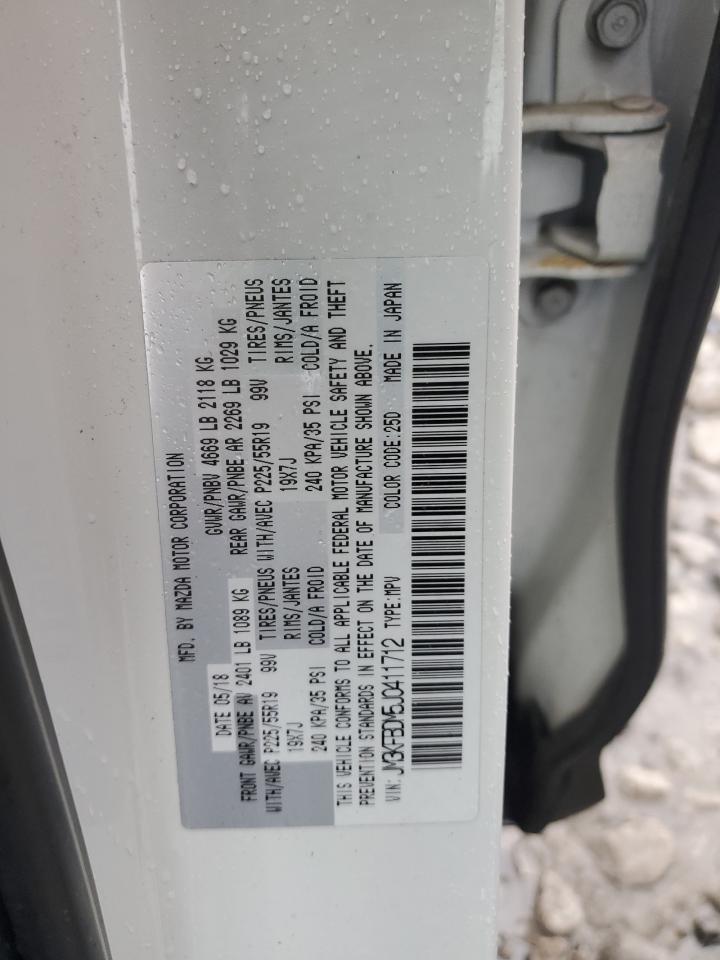 MFD. BY MAZDA MOTOR CORPORATION
DATE 05/18 GVWR/PNBV 4669 LB 2118 KG
FRONT GAWR/PNBE AV 2401 LB 1089 KG REAR GAWR/PNBE AR 2269 LB 1029 KG
WITH/AVEC P225/55R19 99V TIRES/PNEUS WITH/AVEC P225/55R19 99V TIRES/PNEUS
19X7J RIMS/JANTES 19X7J RIMS/JANTES
240 KPA/35 PSI COLD/A FROID 240 KPA/35 PSI COLD/A FROID
THIS VEHICLE CONFORMS TO ALL APPLICABLE FEDERAL MOTOR VEHICLE SAFETY AND THEFT
PREVENTION STANDARDS IN EFFECT ON THE DATE OF MANUFACTURE SHOWN ABOVE.
VIN: JM3KFBDM5J0411712 TYPE:MPV COLOR CODE:25D MADE IN JAPAN
8